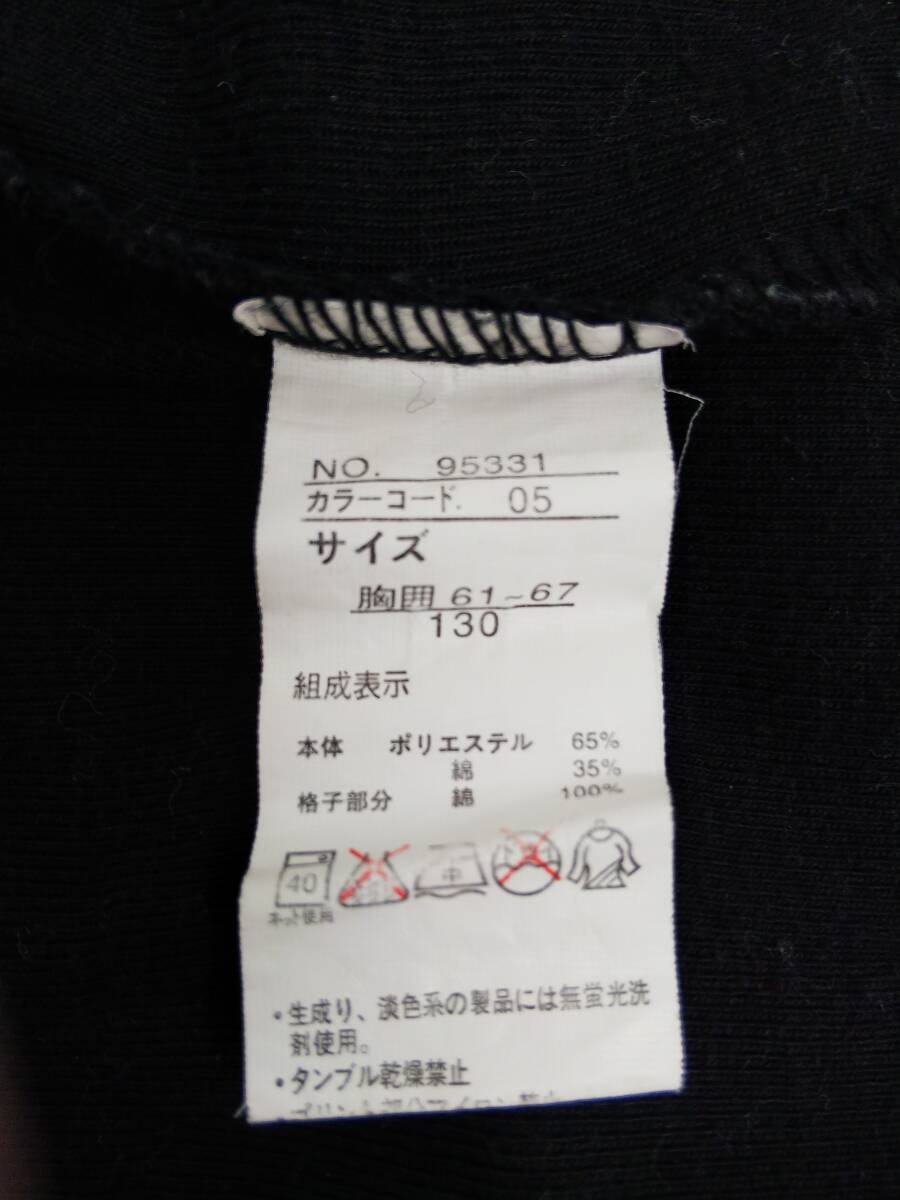 NO. 95331
カラーコード. 05
サイズ
胸囲 61~67
130
組成表示
本体 ポリエステル 65%
綿 35%
格子部分 綿 100%
40 中
ネット使用
・生成り、淡色系の製品には無蛍光洗
剤使用。
・タンブル乾燥禁止